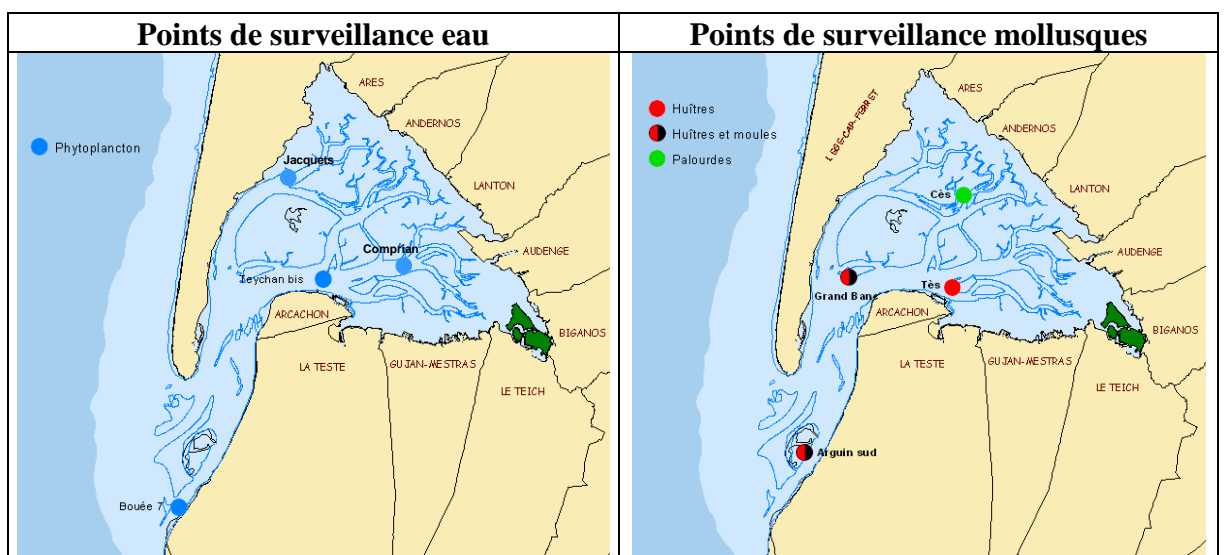 Points de surveillance eau
Phytoplancton
ARES
ANDERNOS
Jacquets
LANTON
Comprian
AUDENGE
Teychan bis
ARCACHON
BIGANOS
LA TESTE
GUJAN-MESTRAS
LE TEICH
Bouée 7
Points de surveillance mollusques
Huîtres
Huîtres et moules
Palourdes
LEGE-CAP-FERRET
ARES
ANDERNOS
LANTON
Cès
AUDENGE
Grand Banc
Tès
ARCACHON
BIGANOS
LA TESTE
GUJAN-MESTRAS
LE TEICH
Arguin sud